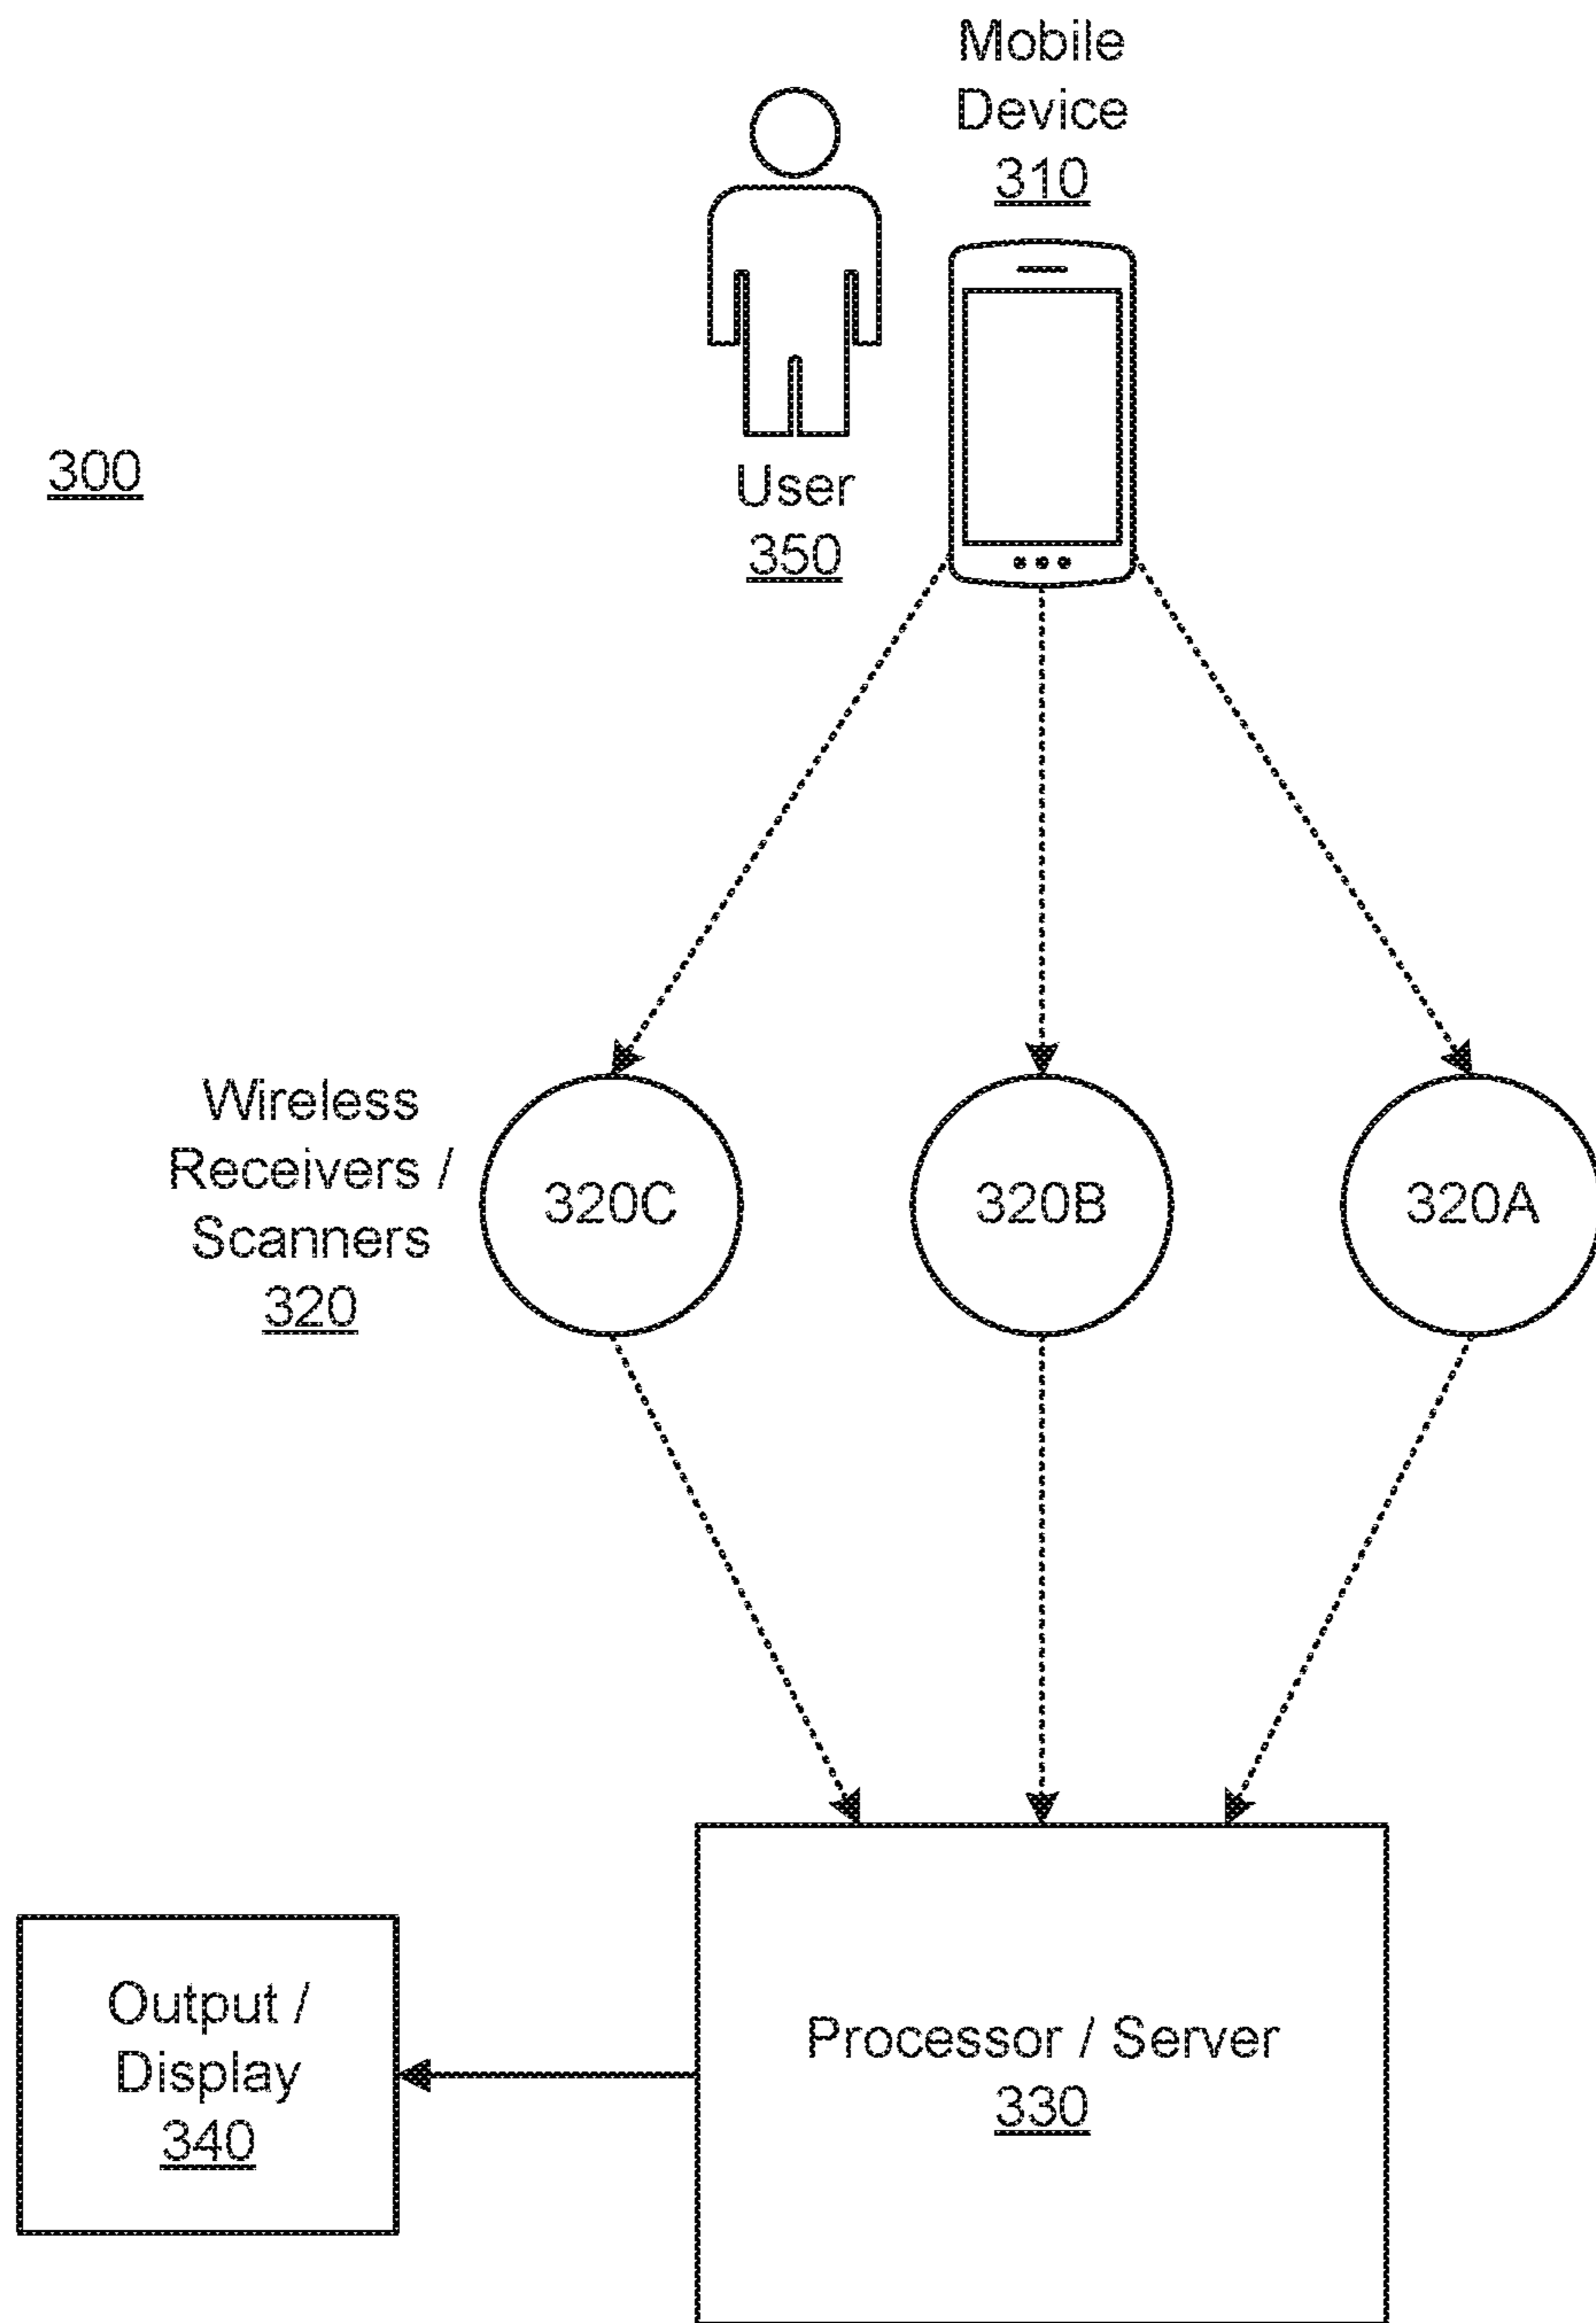 Mobile
Device
310
300
User
350
Wireless
Receivers /
Scanners
320
320C
320B
320A
Output /
Display
340
Processor / Server
330